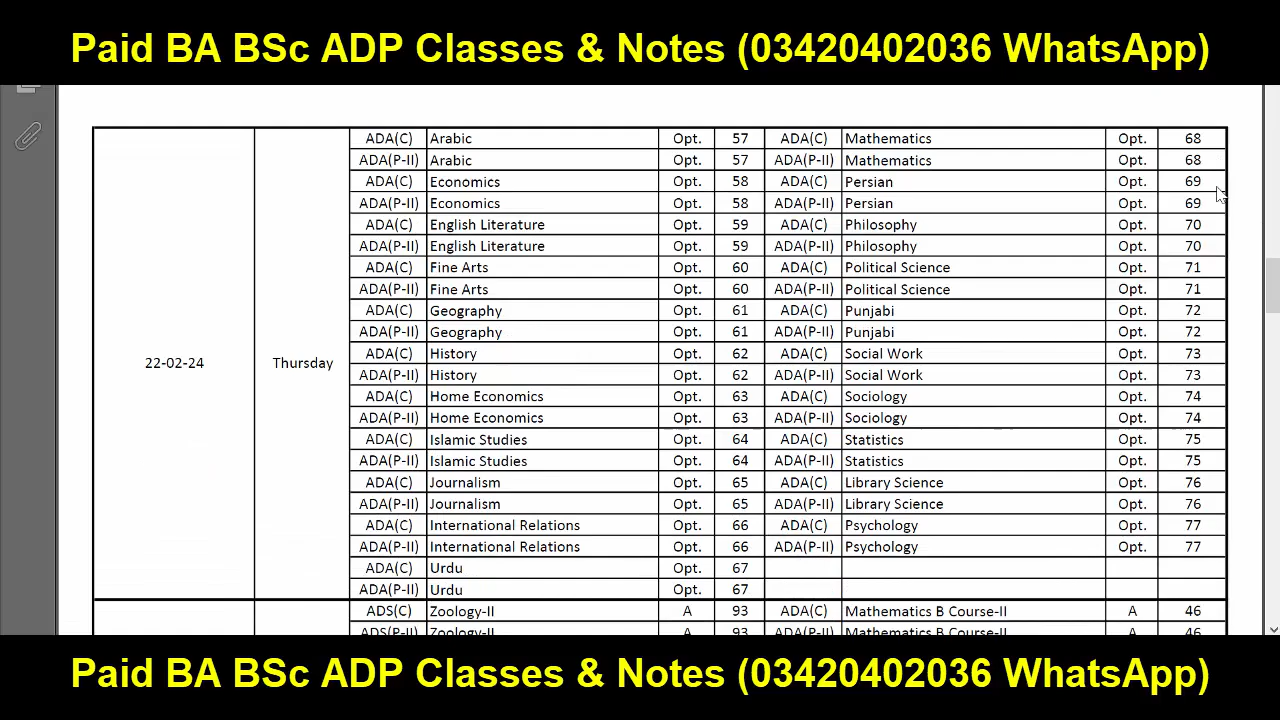 Paid BA BSc ADP Classes & Notes (03420402036 WhatsApp)
ADA(C) Arabic Opt. 57 ADA(C) Mathematics Opt. 68
ADA(P-II) Arabic Opt. 57 ADA(P-II) Mathematics Opt. 68
ADA(C) Economics Opt. 58 ADA(C) Persian Opt. 69
ADA(P-II) Economics Opt. 58 ADA(P-II) Persian Opt. 69
ADA(C) English Literature Opt. 59 ADA(C) Philosophy Opt. 70
ADA(P-II) English Literature Opt. 59 ADA(P-II) Philosophy Opt. 70
ADA(C) Fine Arts Opt. 60 ADA(C) Political Science Opt. 71
ADA(P-II) Fine Arts Opt. 60 ADA(P-II) Political Science Opt. 71
ADA(C) Geography Opt. 61 ADA(C) Punjabi Opt. 72
ADA(P-II) Geography Opt. 61 ADA(P-II) Punjabi Opt. 72
ADA(C) History Opt. 62 ADA(C) Social Work Opt. 73
22-02-24 Thursday
ADA(P-II) History Opt. 62 ADA(P-II) Social Work Opt. 73
ADA(C) Home Economics Opt. 63 ADA(C) Sociology Opt. 74
ADA(P-II) Home Economics Opt. 63 ADA(P-II) Sociology Opt. 74
ADA(C) Islamic Studies Opt. 64 ADA(C) Statistics Opt. 75
ADA(P-II) Islamic Studies Opt. 64 ADA(P-II) Statistics Opt. 75
ADA(C) Journalism Opt. 65 ADA(C) Library Science Opt. 76
ADA(P-II) Journalism Opt. 65 ADA(P-II) Library Science Opt. 76
ADA(C) International Relations Opt. 66 ADA(C) Psychology Opt. 77
ADA(P-II) International Relations Opt. 66 ADA(P-II) Psychology Opt. 77
ADA(C) Urdu Opt. 67
ADA(P-II) Urdu Opt. 67
ADS(C) Zoology-II A 93 ADA(C) Mathematics B Course-II A 46
ADS(P-II) Zoology-II A 93 ADA(P-II) Mathematics B Course-II A 46
Paid BA BSc ADP Classes & Notes (03420402036 WhatsApp)